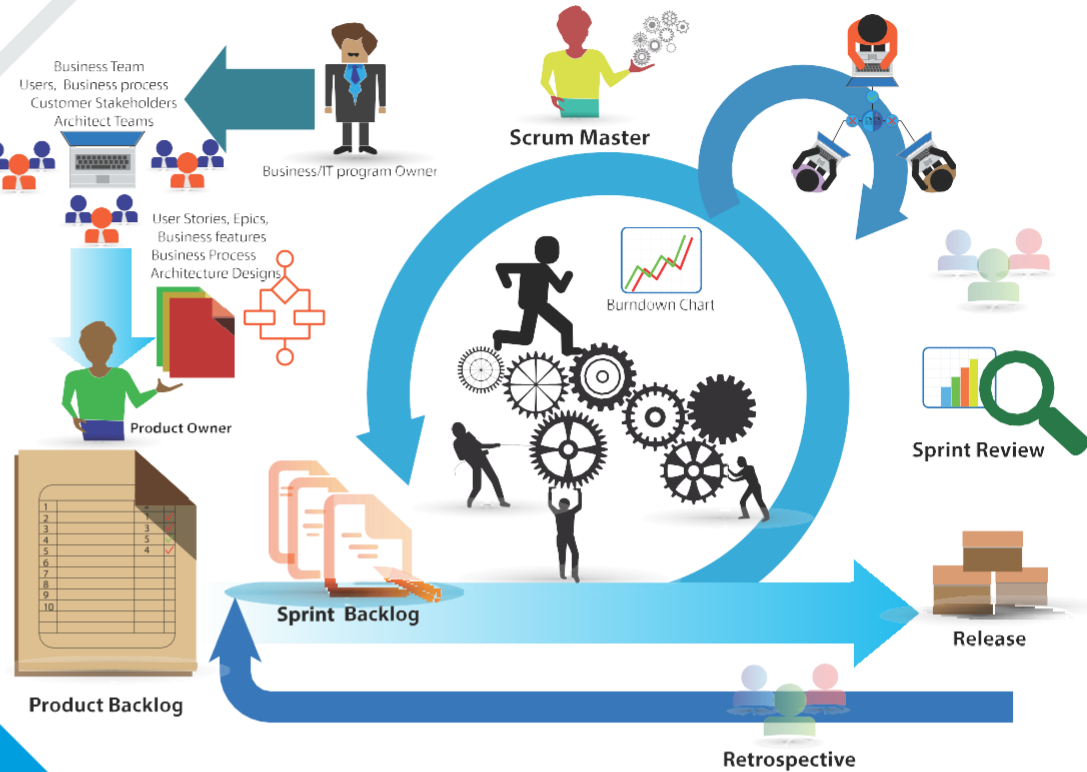 Business Team
Users, Business process
Customer Stakeholders
Architect Teams
Business/IT program Owner
Scrum Master
User Stories, Epics,
Business features
Business Process
Architecture Designs
Burndown Chart
Product Owner
Sprint Review
1
2
3
4
5
6
7
8
9
10
3
5
4
Sprint Backlog
Release
Product Backlog
Retrospective